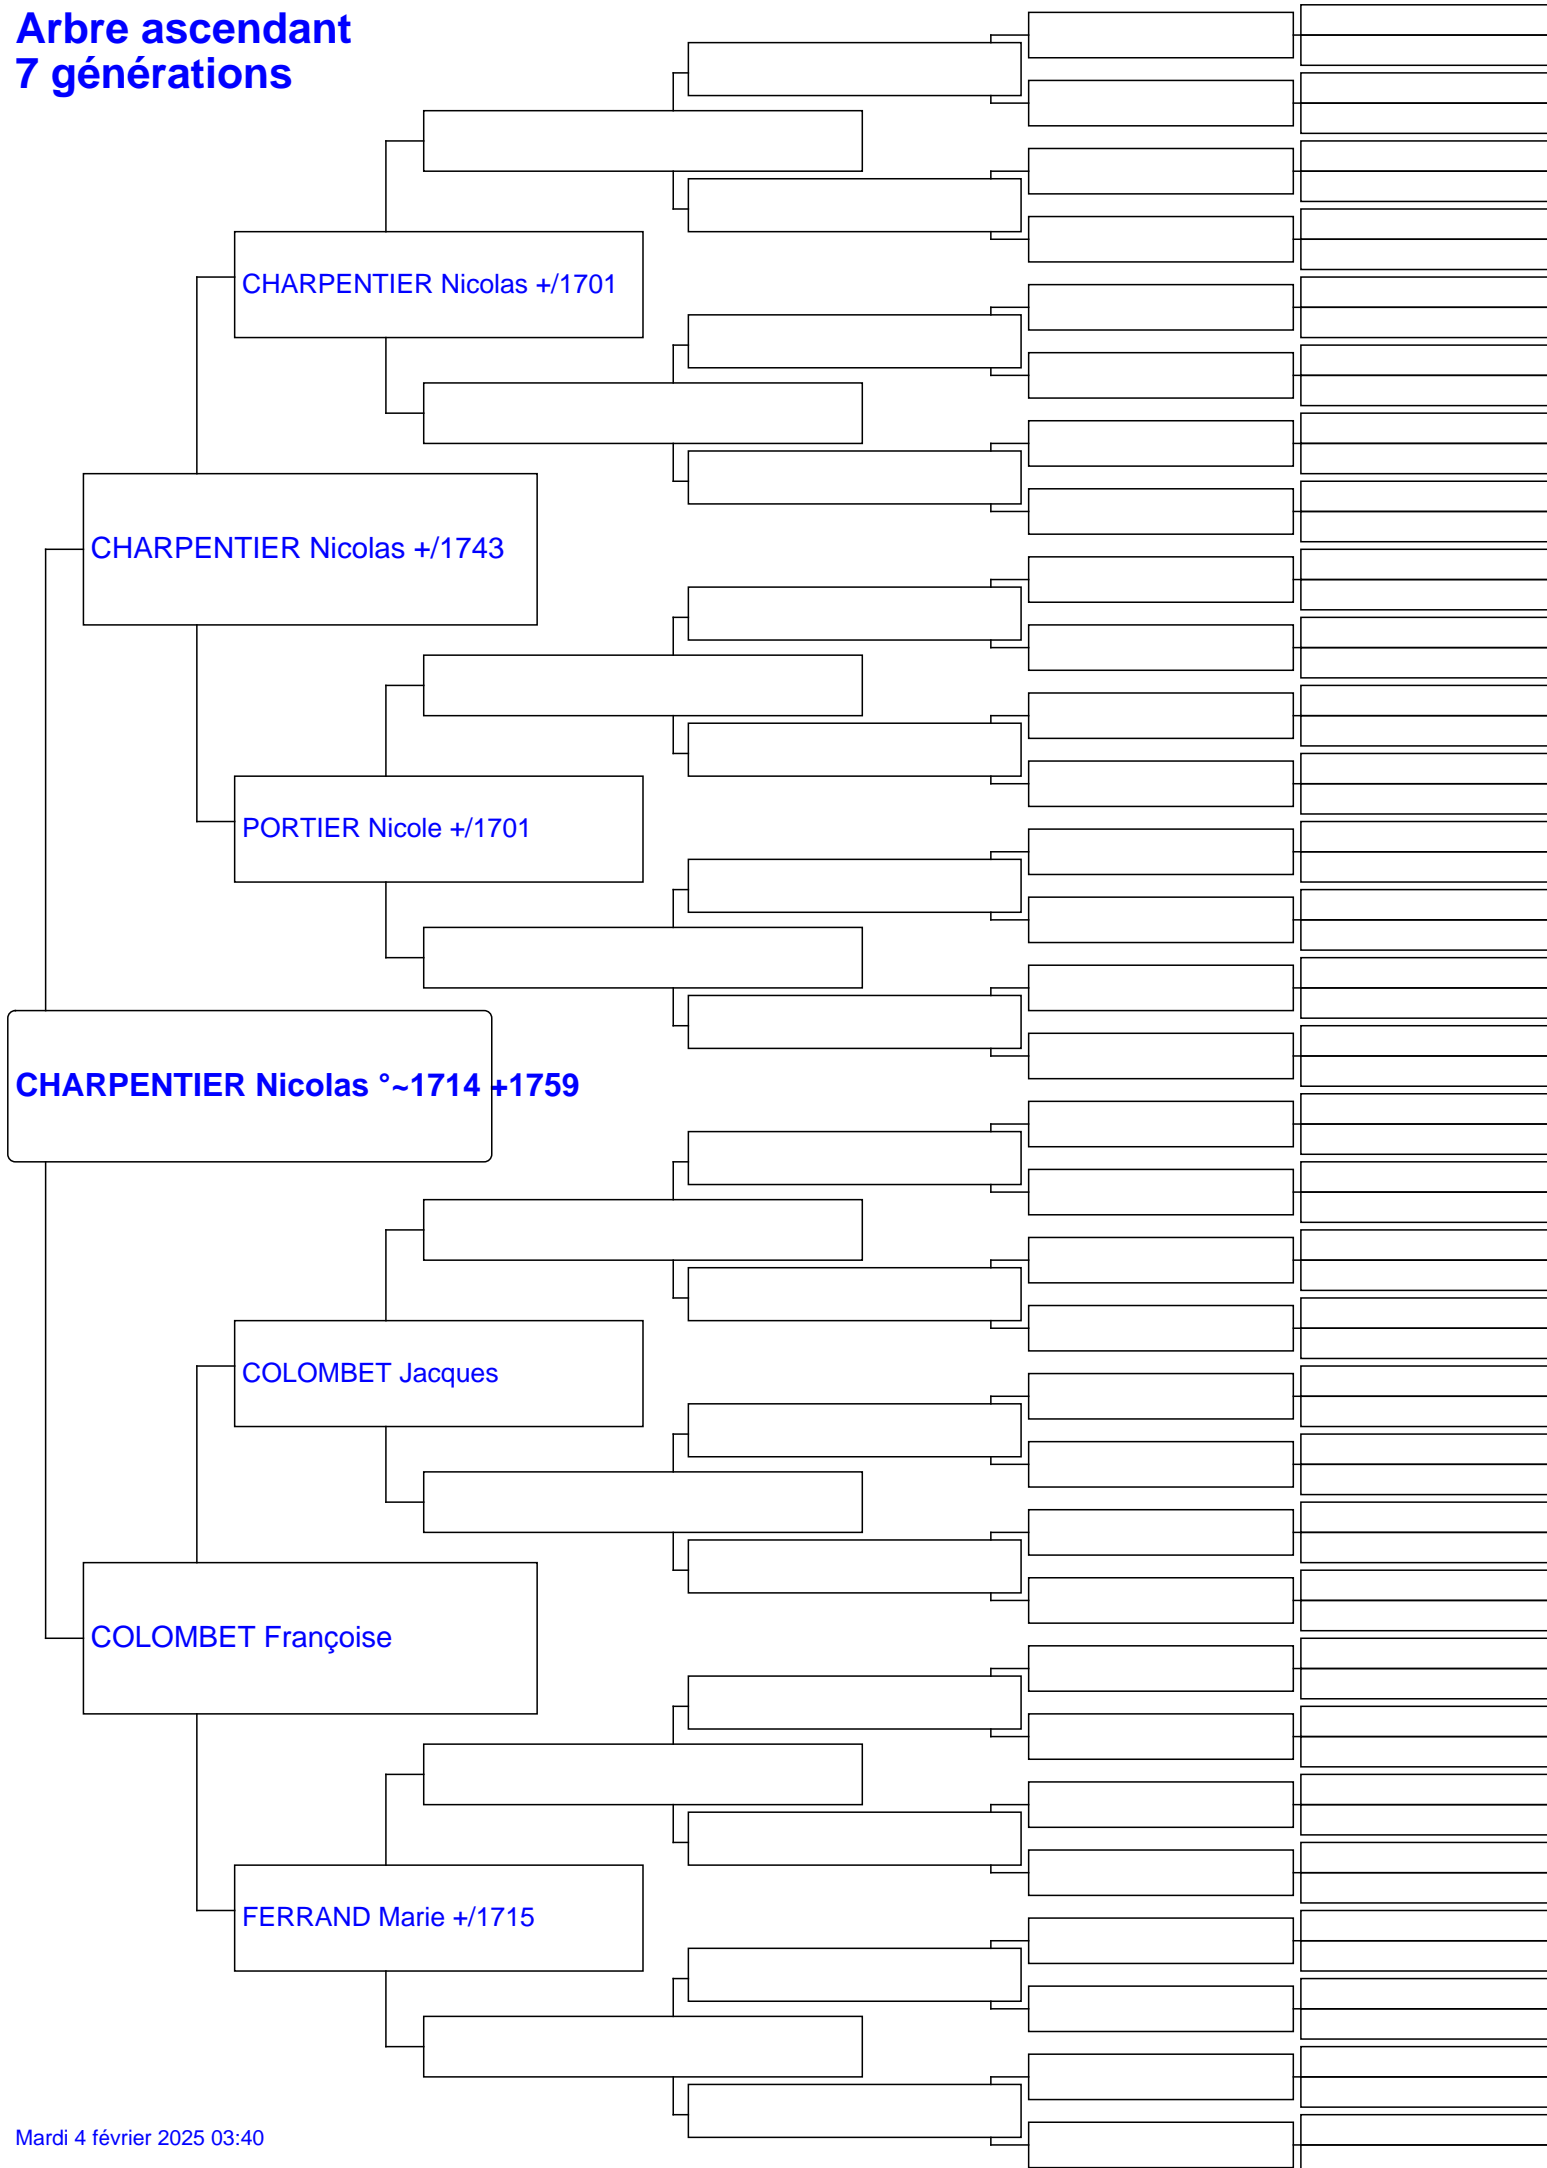 Arbre ascendant
7 générations
CHARPENTIER Nicolas +/1701
CHARPENTIER Nicolas +/1743
PORTIER Nicole +/1701
CHARPENTIER Nicolas °~1714 +1759
COLOMBET Jacques
COLOMBET Françoise
FERRAND Marie +/1715
Mardi 4 février 2025 03:40